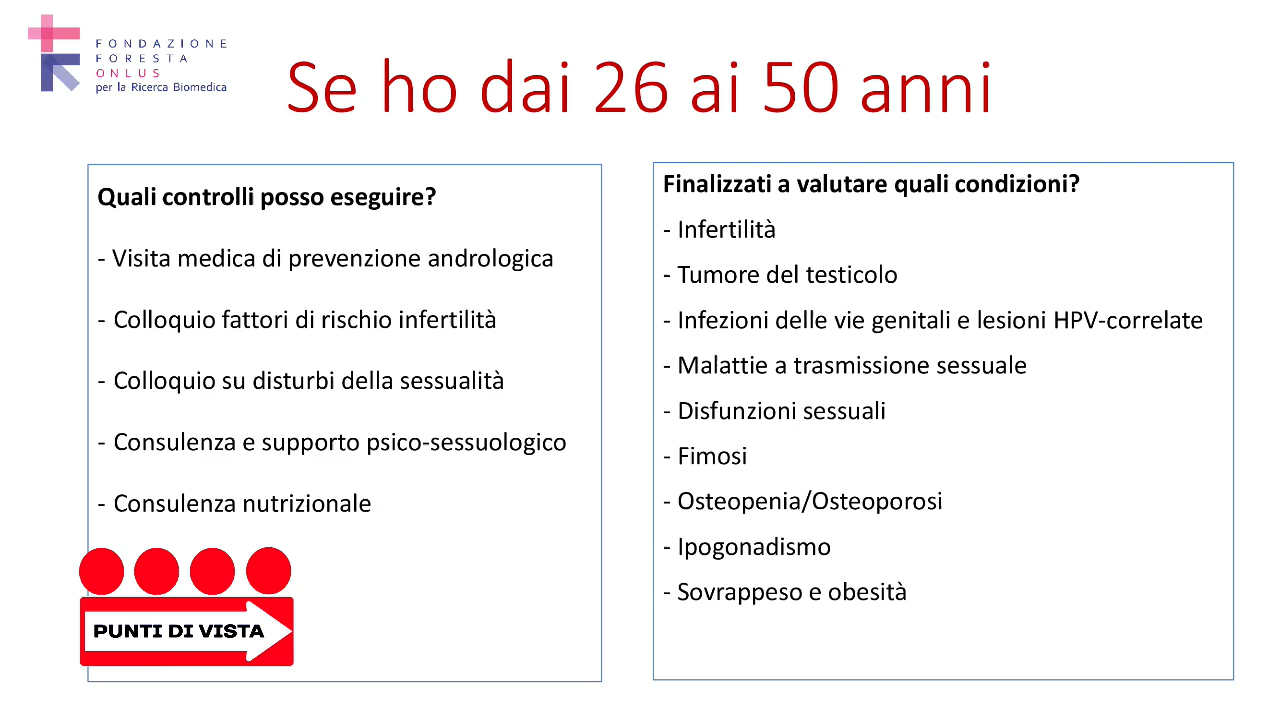 FONDAZIONE
FORESTA
ONLUS
per la Ricerca Biomedica
Se ho dai 26 ai 50 anni
Quali controlli posso eseguire?
- Visita medica di prevenzione andrologica
- Colloquio fattori di rischio infertilità
- Colloquio su disturbi della sessualità
- Consulenza e supporto psico-sessuologico
- Consulenza nutrizionale
PUNTI DI VISTA
Finalizzati a valutare quali condizioni?
- Infertilità
- Tumore del testicolo
- Infezioni delle vie genitali e lesioni HPV-correlate
- Malattie a trasmissione sessuale
- Disfunzioni sessuali
- Fimosi
- Osteopenia/Osteoporosi
- Ipogonadismo
- Sovrappeso e obesità